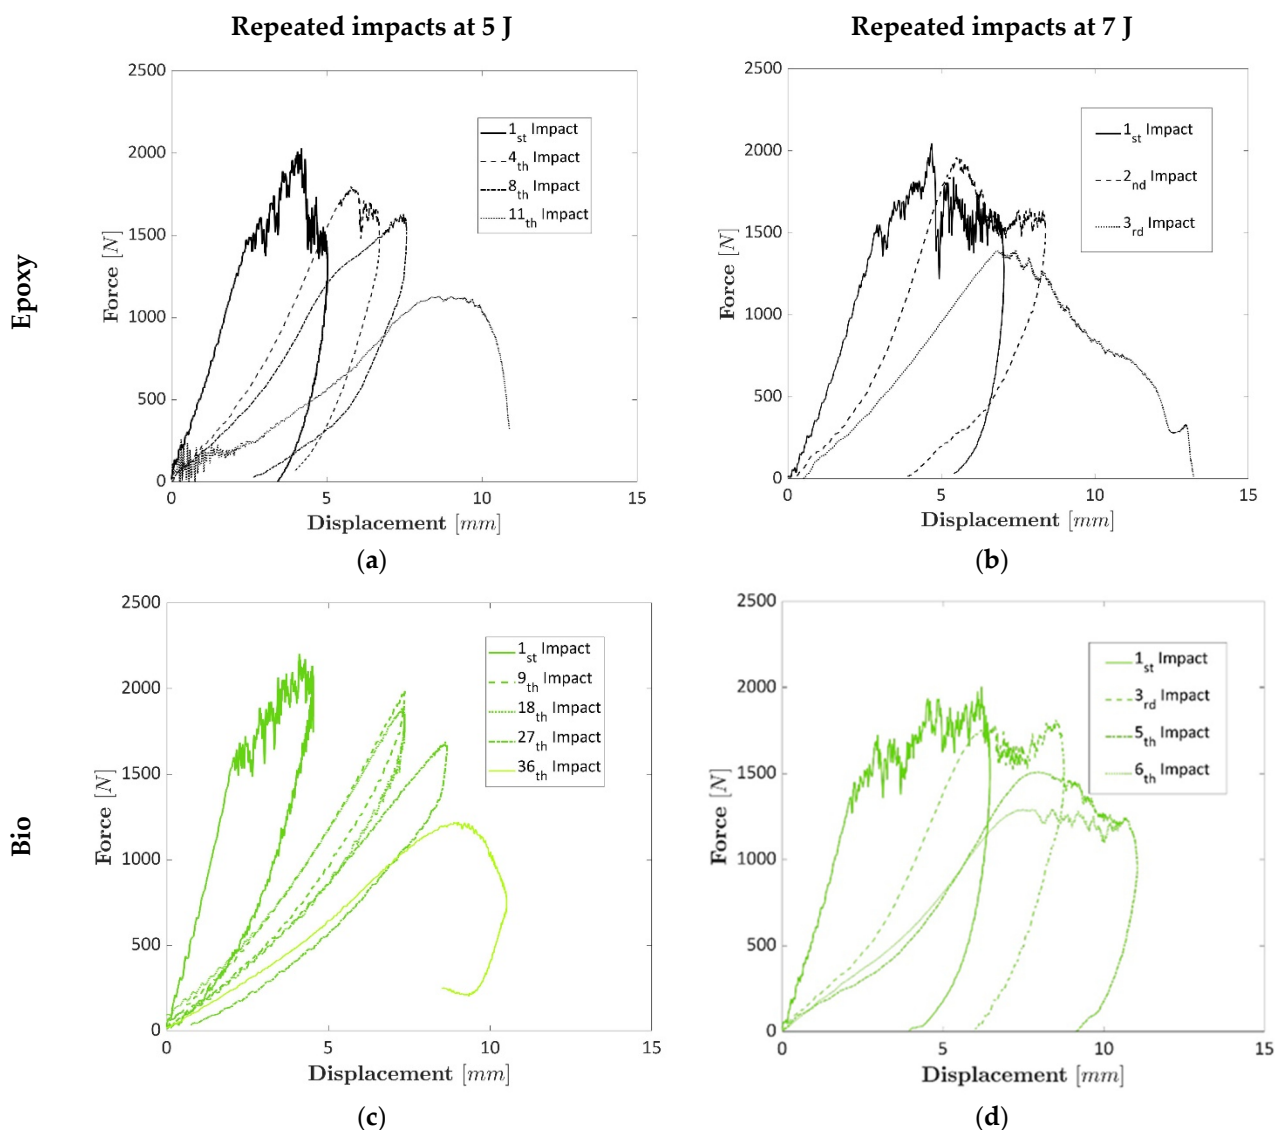 Repeated impacts at 5 J
Repeated impacts at 7 J
Epoxy
2500
2000
1500
1000
500
0
Force [N]
1st Impact
4th Impact
8th Impact
11th Impact
0 5 10 15
Displacement [mm]
(a)
2500
2000
1500
1000
500
0
Force [N]
1st Impact
2nd Impact
3rd Impact
0 5 10 15
Displacement [mm]
(b)
Bio
2500
2000
1500
1000
500
0
Force [N]
1st Impact
9th Impact
18th Impact
27th Impact
36th Impact
0 5 10 15
Displacement [mm]
(c)
2500
2000
1500
1000
500
0
Force [N]
1st Impact
3rd Impact
5th Impact
6th Impact
0 5 10 15
Displacement [mm]
(d)